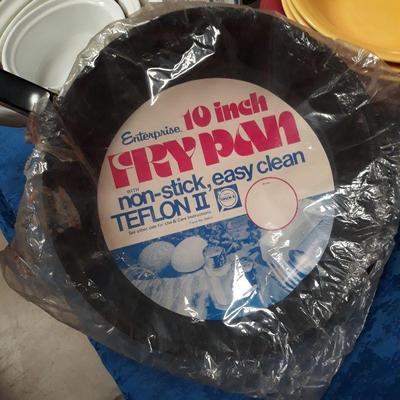 Enterprise 10 inch
FRY PAN
WITH
non-stick, easy clean
TEFLON II
See other side for Use & Care Instructions